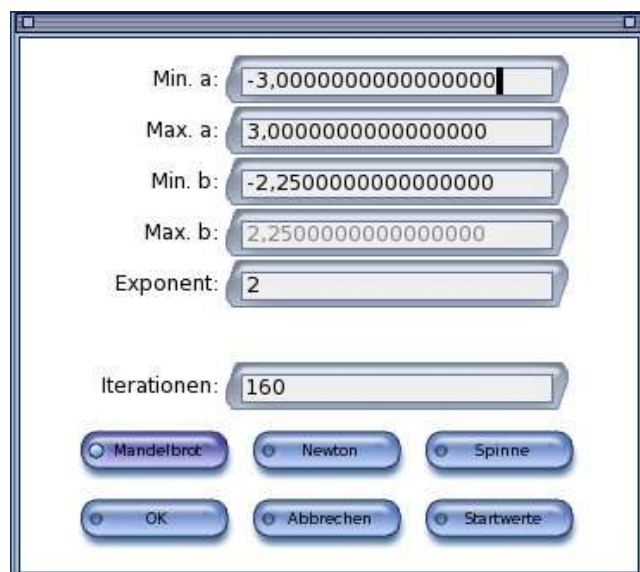 Min. a: -3,0000000000000000
Max. a: 3,0000000000000000
Min. b: -2,2500000000000000
Max. b: 2,2500000000000000
Exponent: 2
Iterationen: 160
Mandelbrot Newton Spinne
OK Abbrechen Startwerte